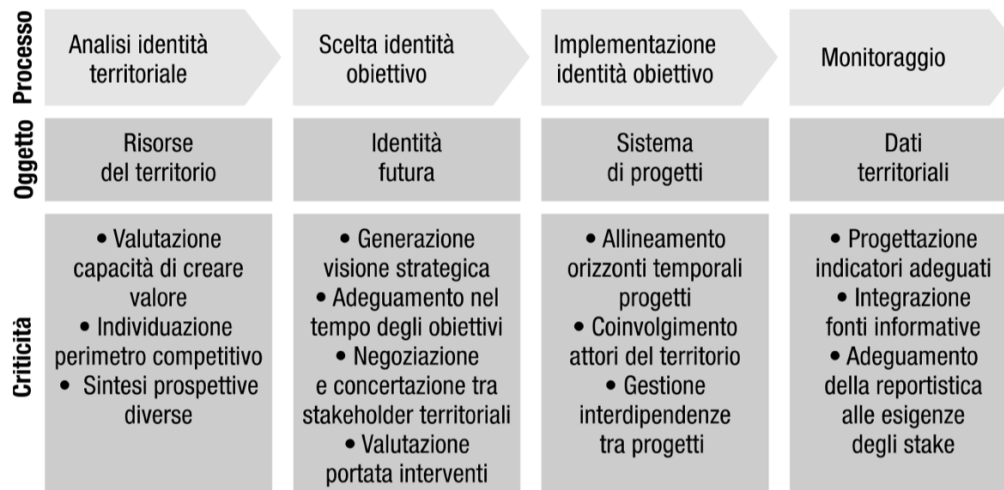 Processo
Analisi identità
territoriale
Scelta identità
obiettivo
Implementazione
identità obiettivo
Monitoraggio
Oggetto
Risorse
del territorio
Identità
futura
Sistema
di progetti
Dati
territoriali
Criticità
• Valutazione
capacità di creare
valore
• Individuazione
perimetro competitivo
• Sintesi prospettive
diverse
• Generazione
visione strategica
• Adeguamento nel
tempo degli obiettivi
• Negoziazione
e concertazione tra
stakeholder territoriali
• Valutazione
portata interventi
• Allineamento
orizzonti temporali
progetti
• Coinvolgimento
attori del territorio
• Gestione
interdipendenze
tra progetti
• Progettazione
indicatori adeguati
• Integrazione
fonti informative
• Adeguamento
della reportistica
alle esigenze
degli stake